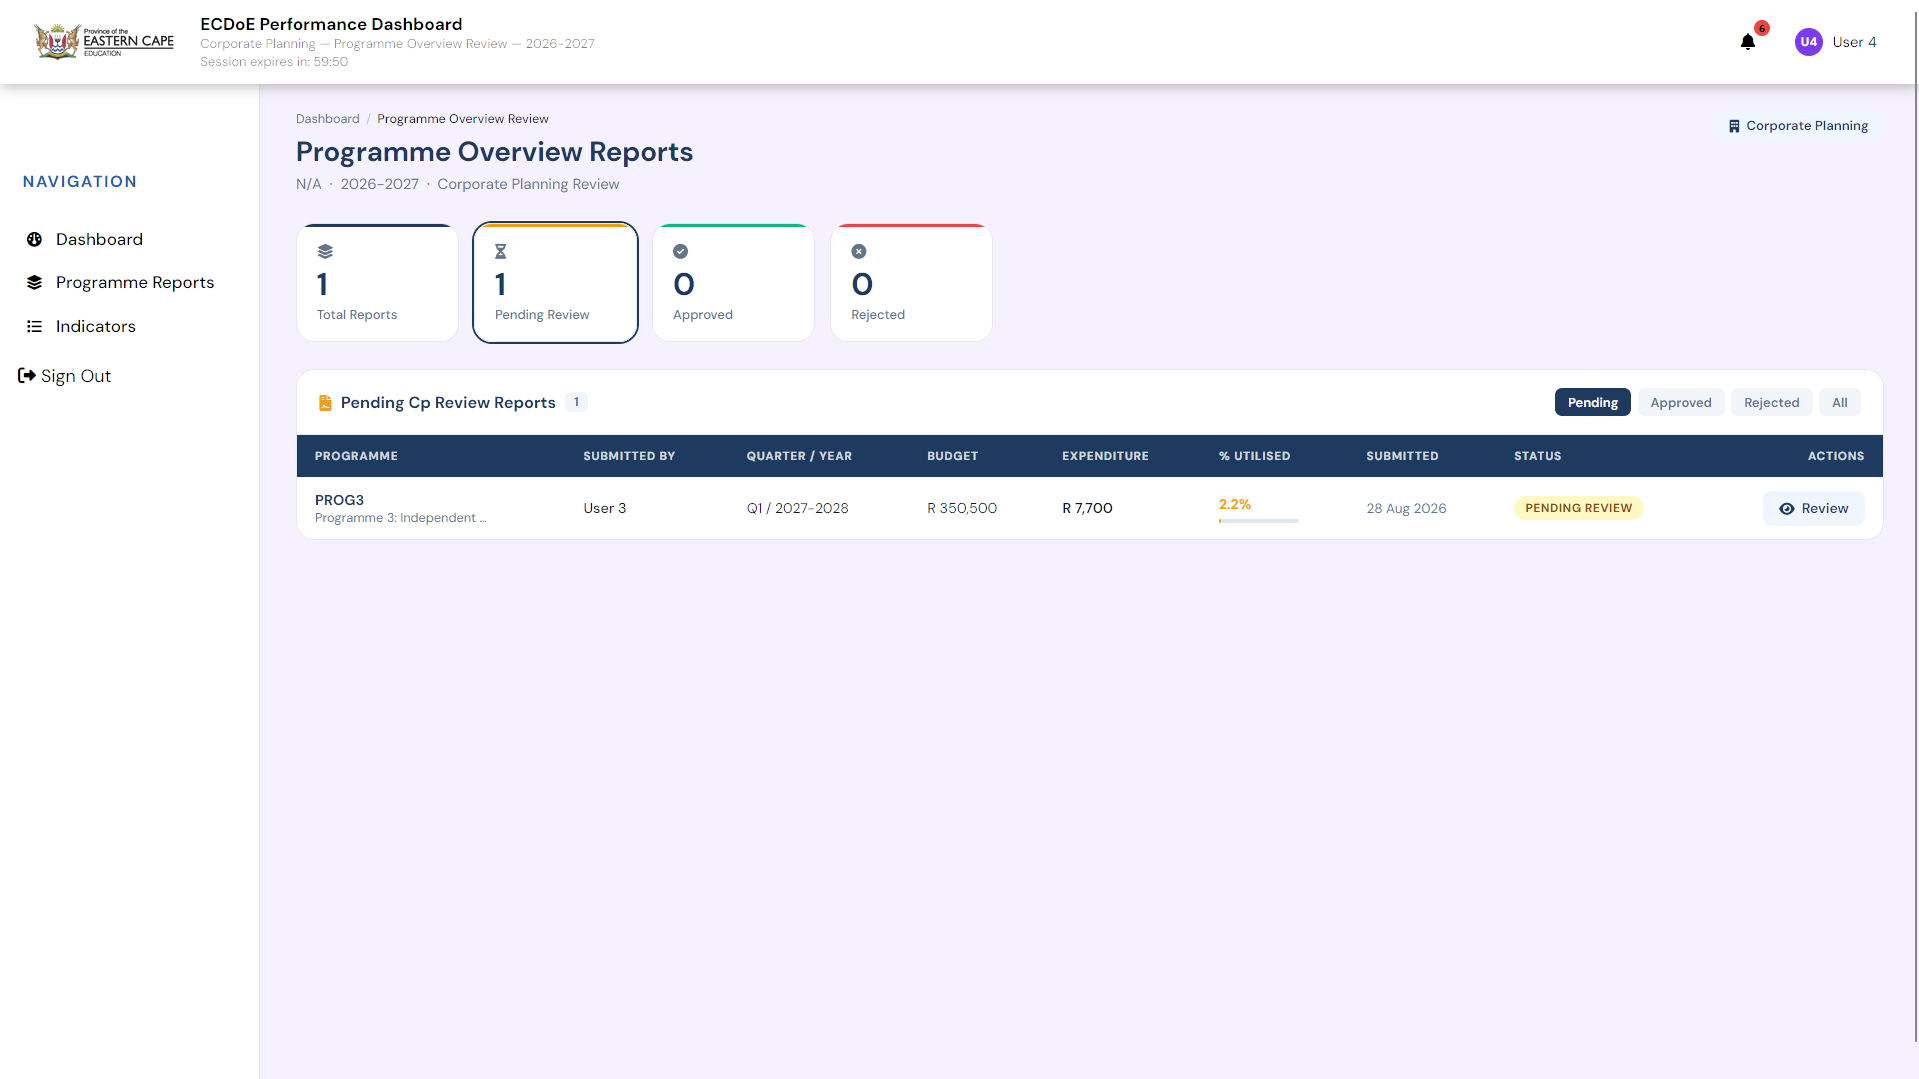 Province of the
EASTERN CAPE
EDUCATION
ECDoE Performance Dashboard
Corporate Planning — Programme Overview Review — 2026-2027
Session expires in: 59:50
6
U4
User 4
NAVIGATION
Dashboard
Programme Reports
Indicators
Sign Out
Dashboard / Programme Overview Review
Corporate Planning
Programme Overview Reports
N/A · 2026-2027 · Corporate Planning Review
1
Total Reports
1
Pending Review
0
Approved
0
Rejected
Pending Cp Review Reports 1
Pending Approved Rejected All
PROGRAMME SUBMITTED BY QUARTER / YEAR BUDGET EXPENDITURE % UTILISED SUBMITTED STATUS ACTIONS
PROG3
Programme 3: Independent ...
User 3 Q1 / 2027-2028 R 350,500 R 7,700 2.2% 28 Aug 2026 PENDING REVIEW Review